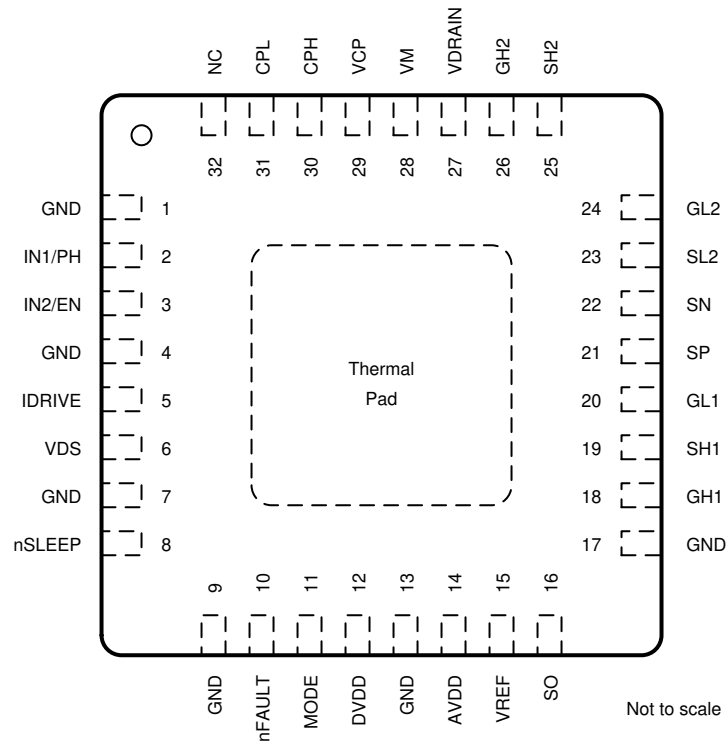 NC CPL CPH VCP VM VDRAIN GH2 SH2
32 31 30 29 28 27 26 25
GND 1 24 GL2
IN1/PH 2 23 SL2
IN2/EN 3 22 SN
GND 4 21 SP
IDRIVE 5 20 GL1
VDS 6 19 SH1
GND 7 18 GH1
nSLEEP 8 17 GND
Thermal
Pad
9 10 11 12 13 14 15 16
GND nFAULT MODE DVDD GND AVDD VREF SO
Not to scale